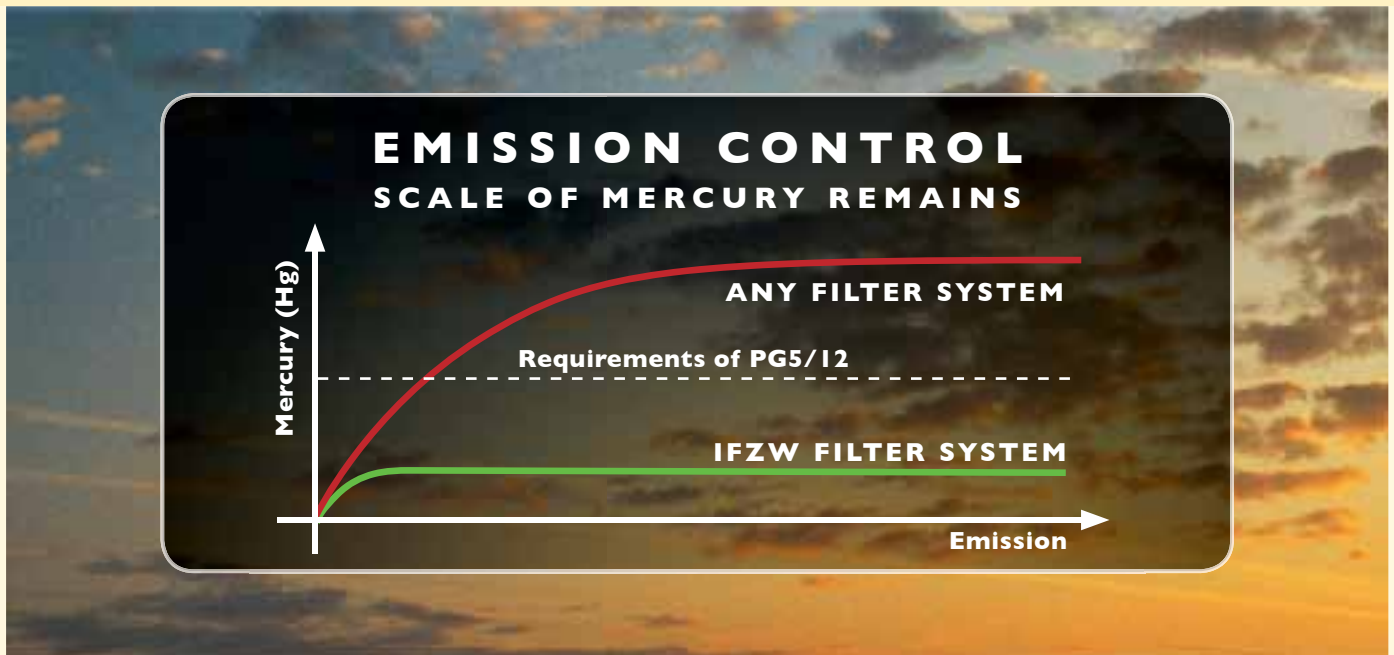 EMISSION CONTROL
SCALE OF MERCURY REMAINS
Mercury (Hg)
ANY FILTER SYSTEM
Requirements of PG5/12
IFZW FILTER SYSTEM
Emission